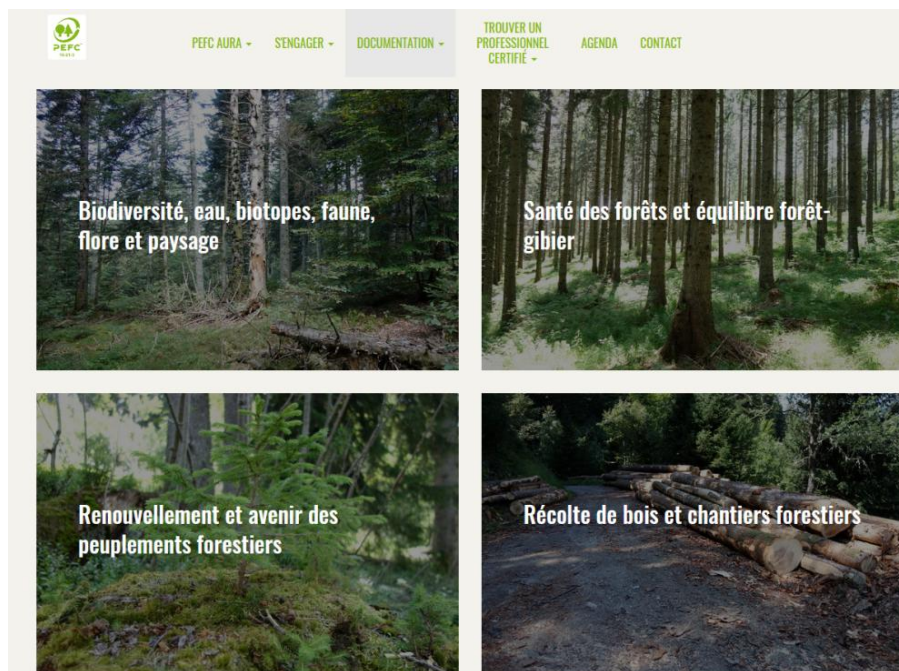 PEFC
PEFC AURA
S'ENGAGER
DOCUMENTATION
TROUVER UN
PROFESSIONNEL
CERTIFIÉ
AGENDA
CONTACT
Biodiversité, eau, biotopes, faune,
flore et paysage
Santé des forêts et équilibre forêt-
gibier
Renouvellement et avenir des
peuplements forestiers
Récolte de bois et chantiers forestiers